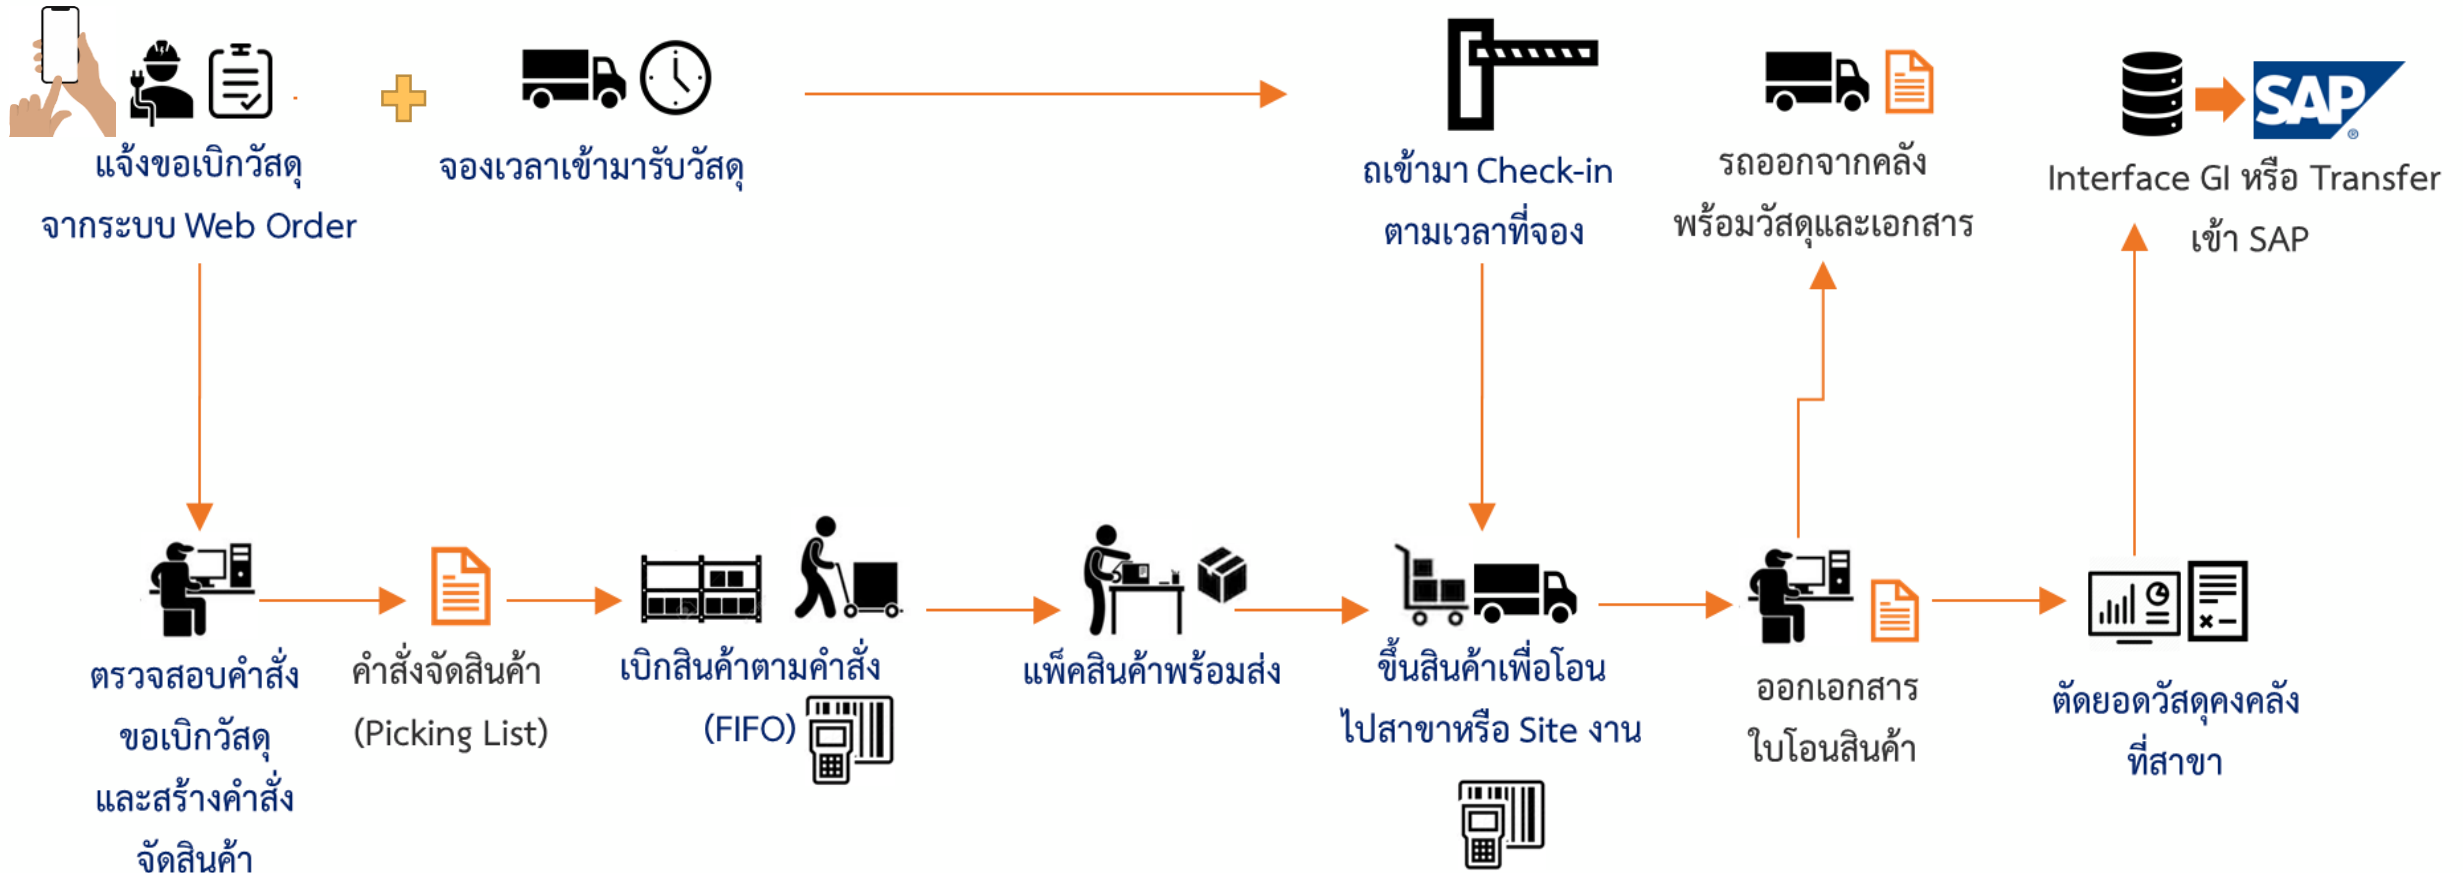 แจ้งขอเบิกวัสดุ
จากระบบ Web Order
จองเวลาเข้ามารับวัสดุ
ถเข้ามา Check-in
ตามเวลาที่จอง
รถออกจากคลัง
พร้อมวัสดุและเอกสาร
SAP
®
Interface GI หรือ Transfer
เข้า SAP
ตรวจสอบคำสั่ง
ขอเบิกวัสดุ
และสร้างคำสั่ง
จัดสินค้า
คำสั่งจัดสินค้า
(Picking List)
เบิกสินค้าตามคำสั่ง
(FIFO)
แพ็คสินค้าพร้อมส่ง
ขึ้นสินค้าเพื่อโอน
ไปสาขาหรือ Site งาน
ออกเอกสาร
ใบโอนสินค้า
ตัดยอดวัสดุคงคลัง
ที่สาขา